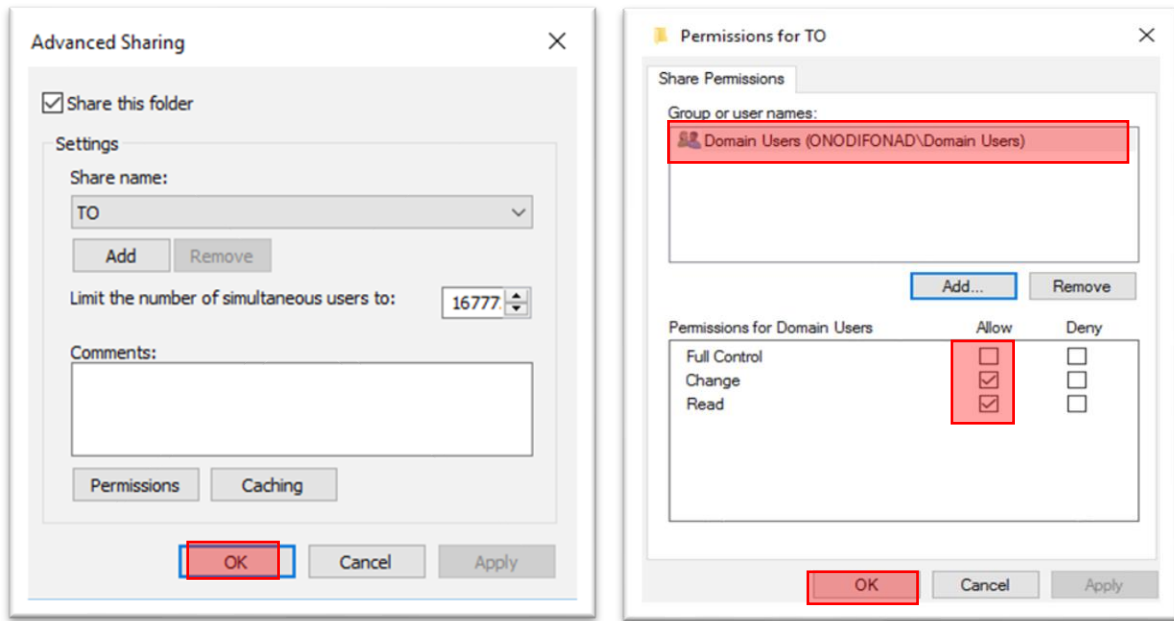 Advanced Sharing
Share this folder
Settings
Share name:
TO
Add Remove
Limit the number of simultaneous users to: 16777
Comments:
Permissions Caching
OK Cancel Apply
Permissions for TO
Share Permissions
Group or user names:
Domain Users (ONODIFONAD\Domain Users)
Add... Remove
Permissions for Domain Users Allow Deny
Full Control
Change
Read
OK Cancel Apply